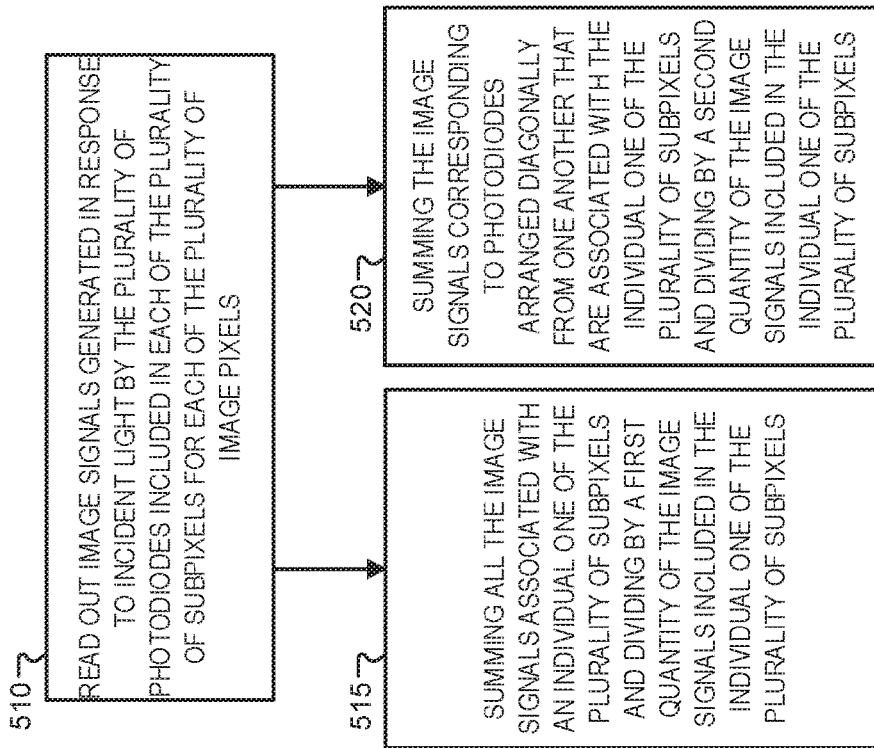 510
READ OUT IMAGE SIGNALS GENERATED IN RESPONSE
TO INCIDENT LIGHT BY THE PLURALITY OF
PHOTODIODES INCLUDED IN EACH OF THE PLURALITY
OF SUBPIXELS FOR EACH OF THE PLURALITY OF
IMAGE PIXELS
515
SUMMING ALL THE IMAGE
SIGNALS ASSOCIATED WITH
AN INDIVIDUAL ONE OF THE
PLURALITY OF SUBPIXELS
AND DIVIDING BY A FIRST
QUANTITY OF THE IMAGE
SIGNALS INCLUDED IN THE
INDIVIDUAL ONE OF THE
PLURALITY OF SUBPIXELS
520
SUMMING THE IMAGE
SIGNALS CORRESPONDING
TO PHOTODIODES
ARRANGED DIAGONALLY
FROM ONE ANOTHER THAT
ARE ASSOCIATED WITH THE
INDIVIDUAL ONE OF THE
PLURALITY OF SUBPIXELS
AND DIVIDING BY A SECOND
QUANTITY OF THE IMAGE
SIGNALS INCLUDED IN THE
INDIVIDUAL ONE OF THE
PLURALITY OF SUBPIXELS